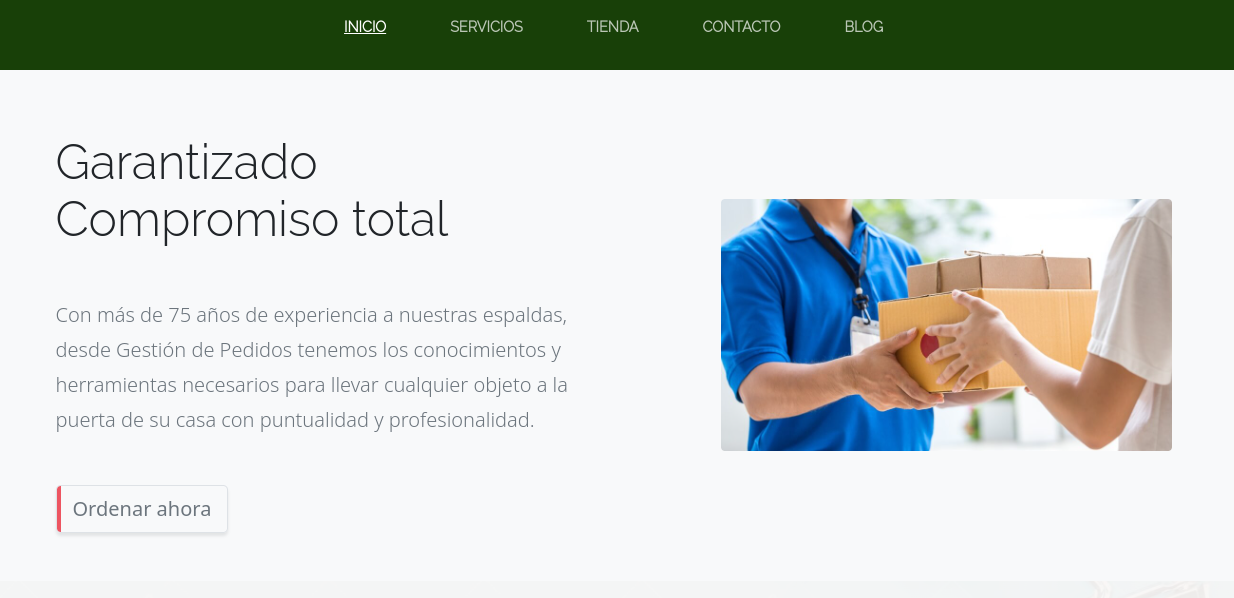 INICIO SERVICIOS TIENDA CONTACTO BLOG
Garantizado
Compromiso total
Con más de 75 años de experiencia a nuestras espaldas,
desde Gestión de Pedidos tenemos los conocimientos y
herramientas necesarios para llevar cualquier objeto a la
puerta de su casa con puntualidad y profesionalidad.
Ordenar ahora